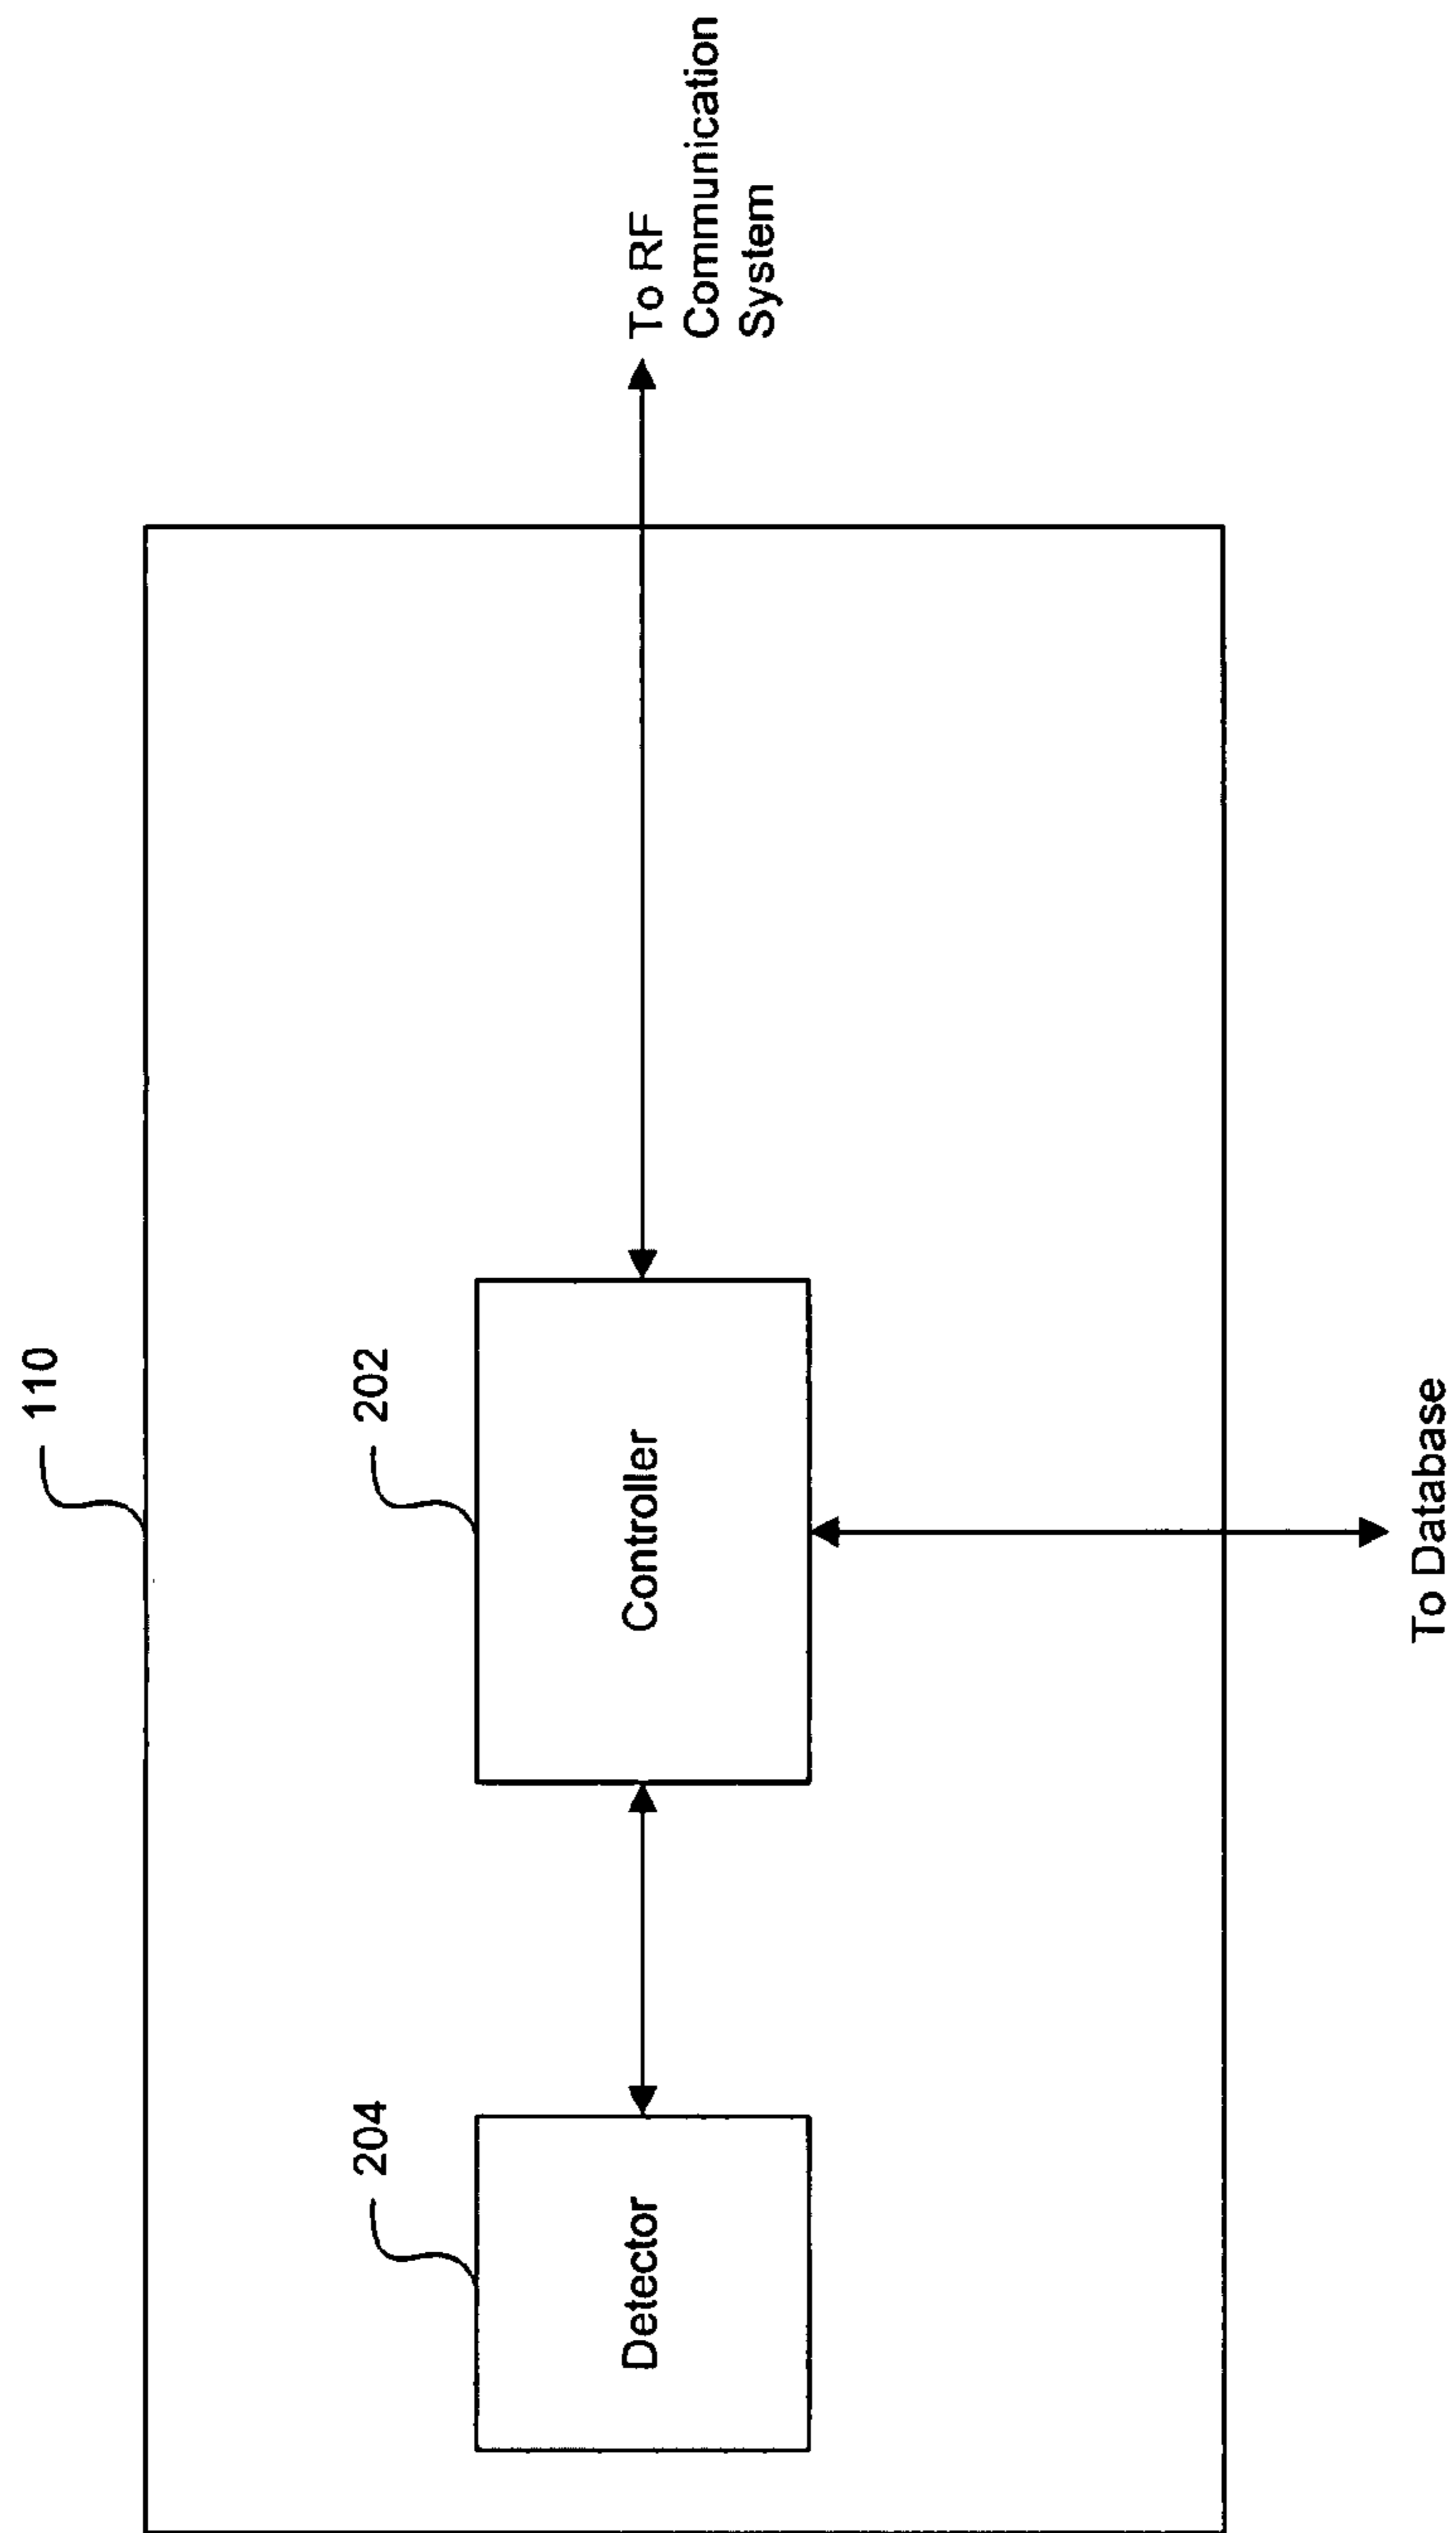 110
204
202
Detector
Controller
To RF
Communication
System
To Database